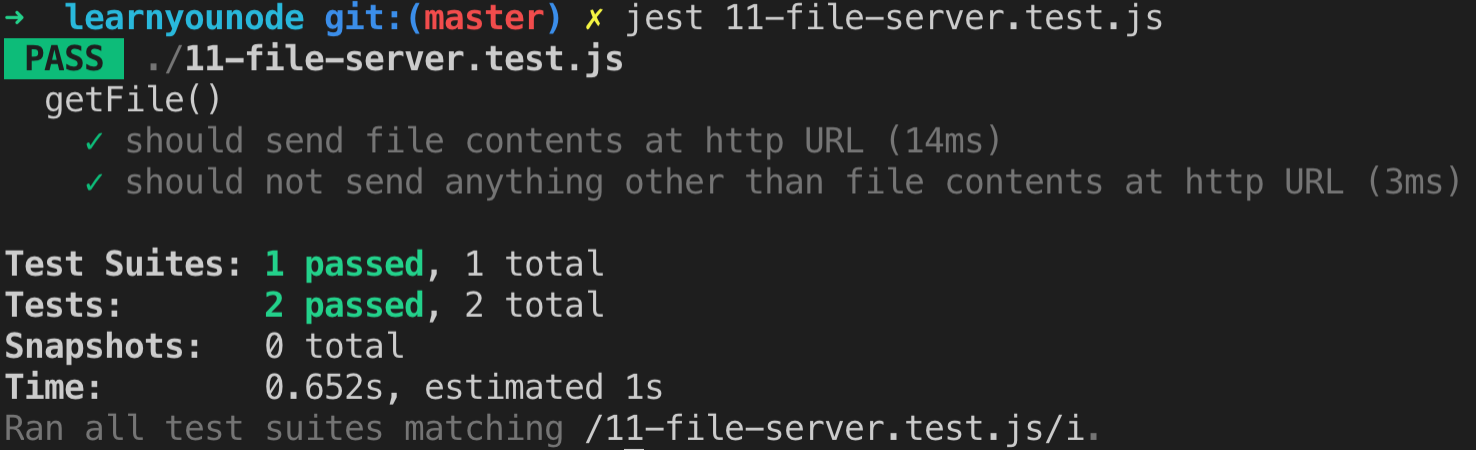 ➜  learnyounode git:(master) ✗ jest 11-file-server.test.js
PASS ./11-file-server.test.js
  getFile()
    ✓ should send file contents at http URL (14ms)
    ✓ should not send anything other than file contents at http URL (3ms)

Test Suites: 1 passed, 1 total
Tests:       2 passed, 2 total
Snapshots:   0 total
Time:        0.652s, estimated 1s
Ran all test suites matching /11-file-server.test.js/i.